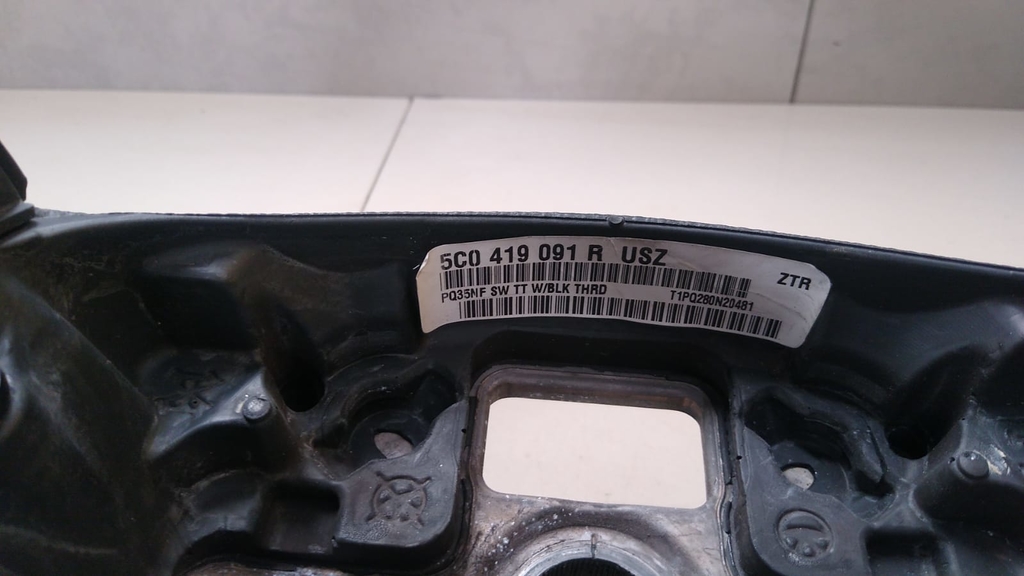 5C0 419 091 R USZ
ZTR
PQ35NF SW TT W/BLK THRD T1PQ280N20481